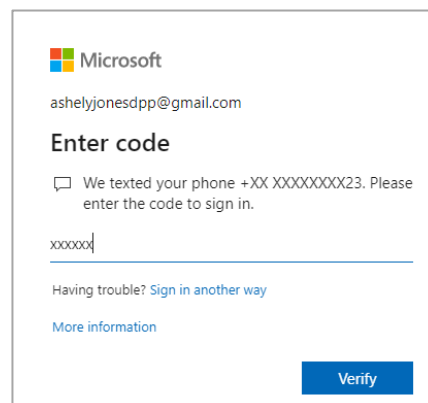 Microsoft
ashelyjonesdpp@gmail.com
Enter code
We texted your phone +XX XXXXXXXX23. Please
enter the code to sign in.
xxxxxx
Having trouble? Sign in another way
More information
Verify